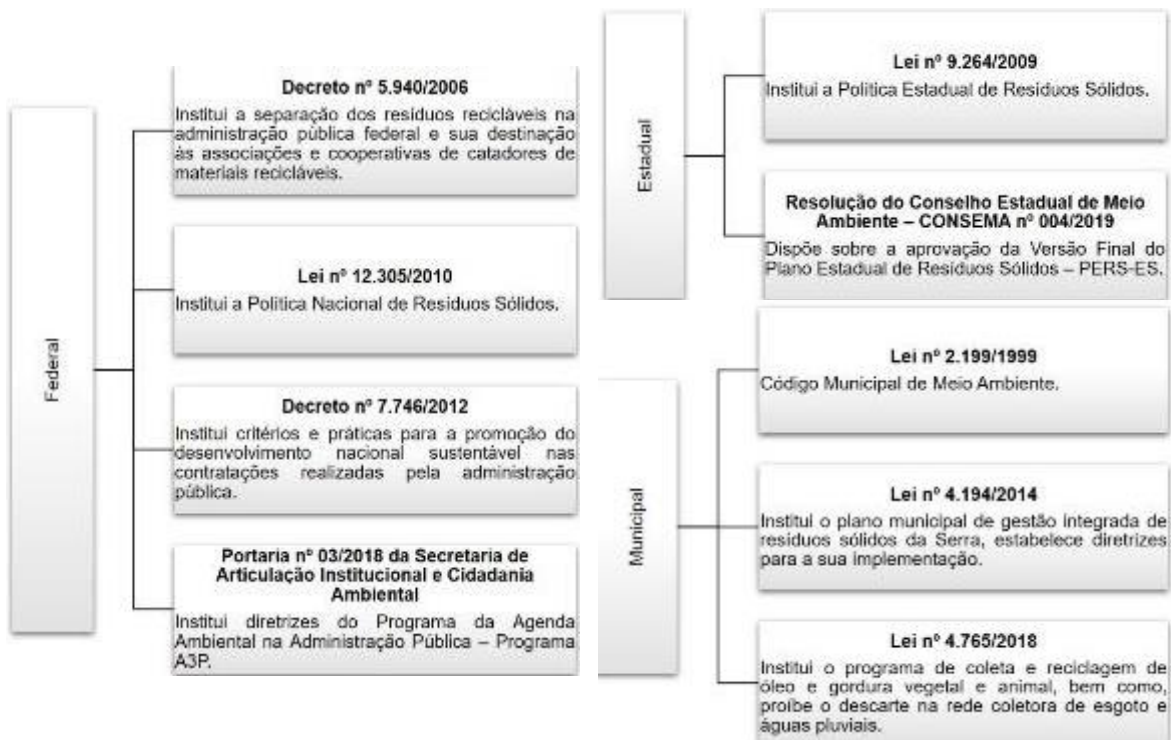 Federal
Decreto nº 5.940/2006
Institui a separação dos resíduos recicláveis na
administração pública federal e sua destinação
às associações e cooperativas de catadores de
materiais recicláveis.
Lei nº 12.305/2010
Institui a Política Nacional de Resíduos Sólidos.
Decreto nº 7.746/2012
Institui critérios e práticas para a promoção do
desenvolvimento nacional sustentável nas
contratações realizadas pela administração
pública.
Portaria nº 03/2018 da Secretaria de
Articulação Institucional e Cidadania
Ambiental
Institui diretrizes do Programa da Agenda
Ambiental na Administração Pública – Programa
A3P.
Estadual
Lei nº 9.264/2009
Institui a Política Estadual de Resíduos Sólidos.
Resolução do Conselho Estadual de Meio
Ambiente – CONSEMA nº 004/2019
Dispõe sobre a aprovação da Versão Final do
Plano Estadual de Resíduos Sólidos – PERS-ES.
Municipal
Lei nº 2.199/1999
Código Municipal de Meio Ambiente.
Lei nº 4.194/2014
Institui o plano municipal de gestão integrada de
resíduos sólidos da Serra, estabelece diretrizes
para a sua implementação.
Lei nº 4.765/2018
Institui o programa de coleta e reciclagem de
óleo e gordura vegetal e animal, bem como,
proíbe o descarte na rede coletora de esgoto e
águas pluviais.